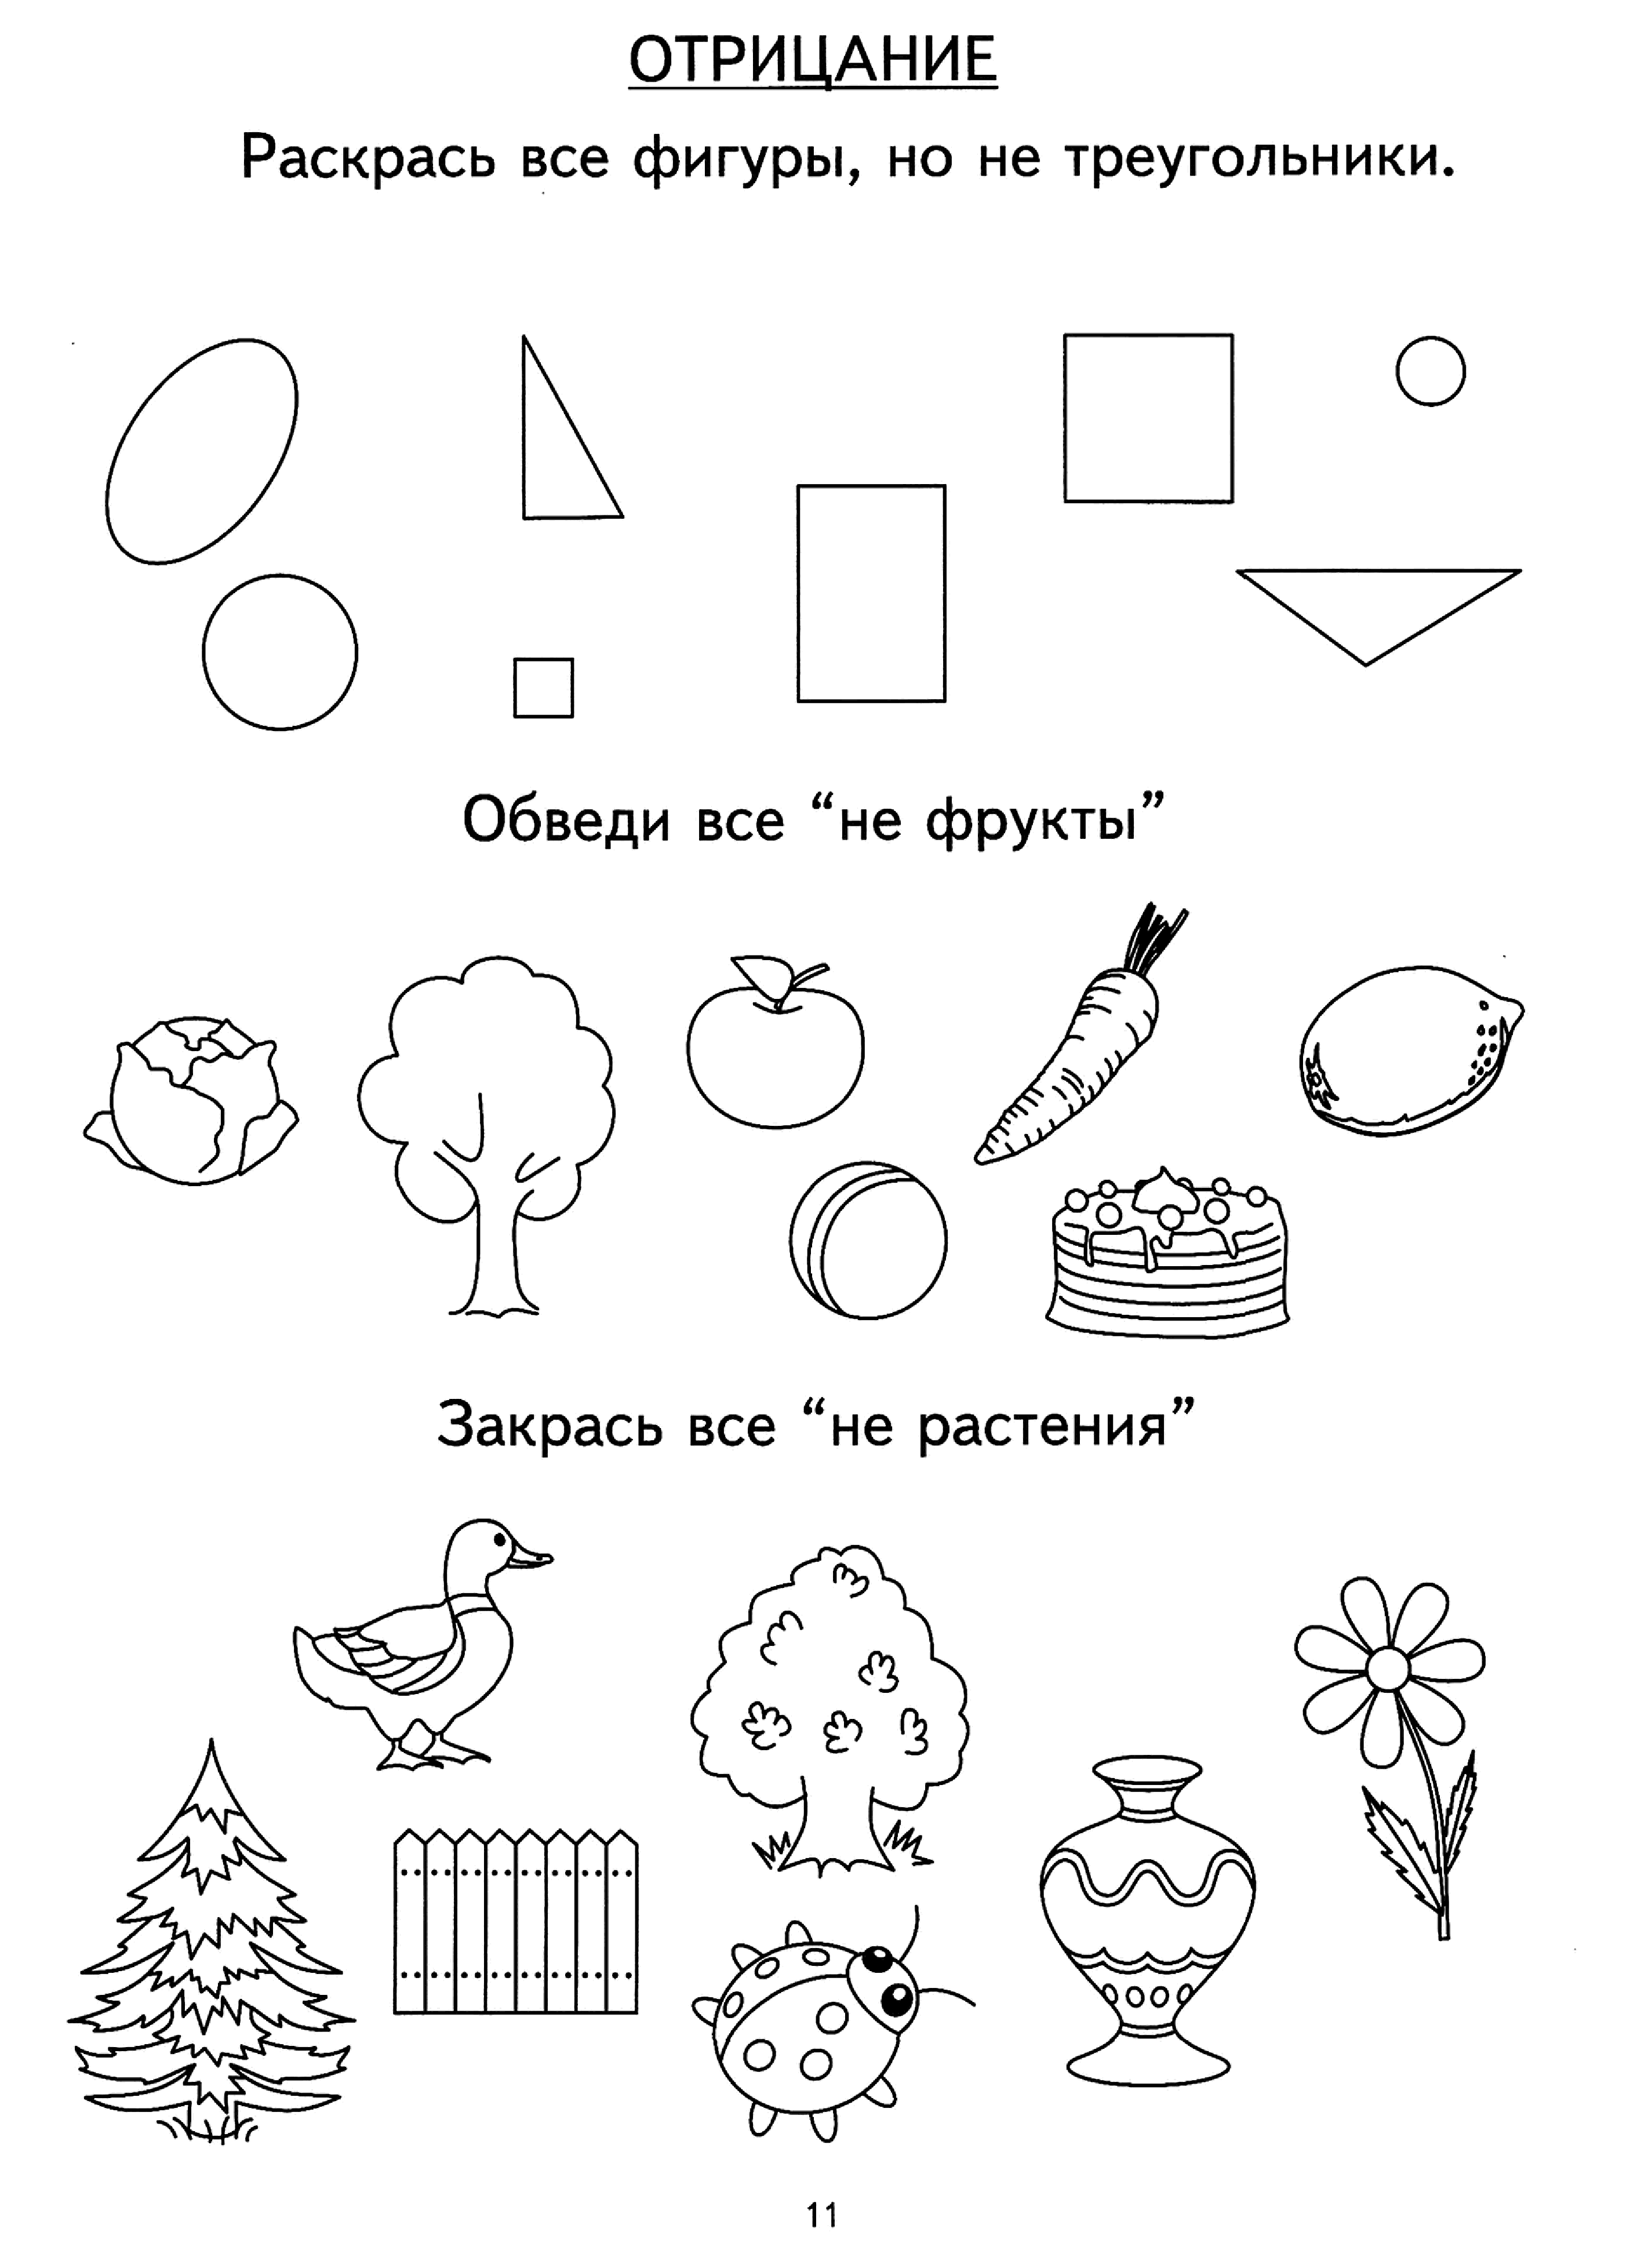 ОТРИЦАНИЕ
Раскрась все фигуры, но не треугольники.
Обведи все “не фрукты”
Закрась все “не растения”
11